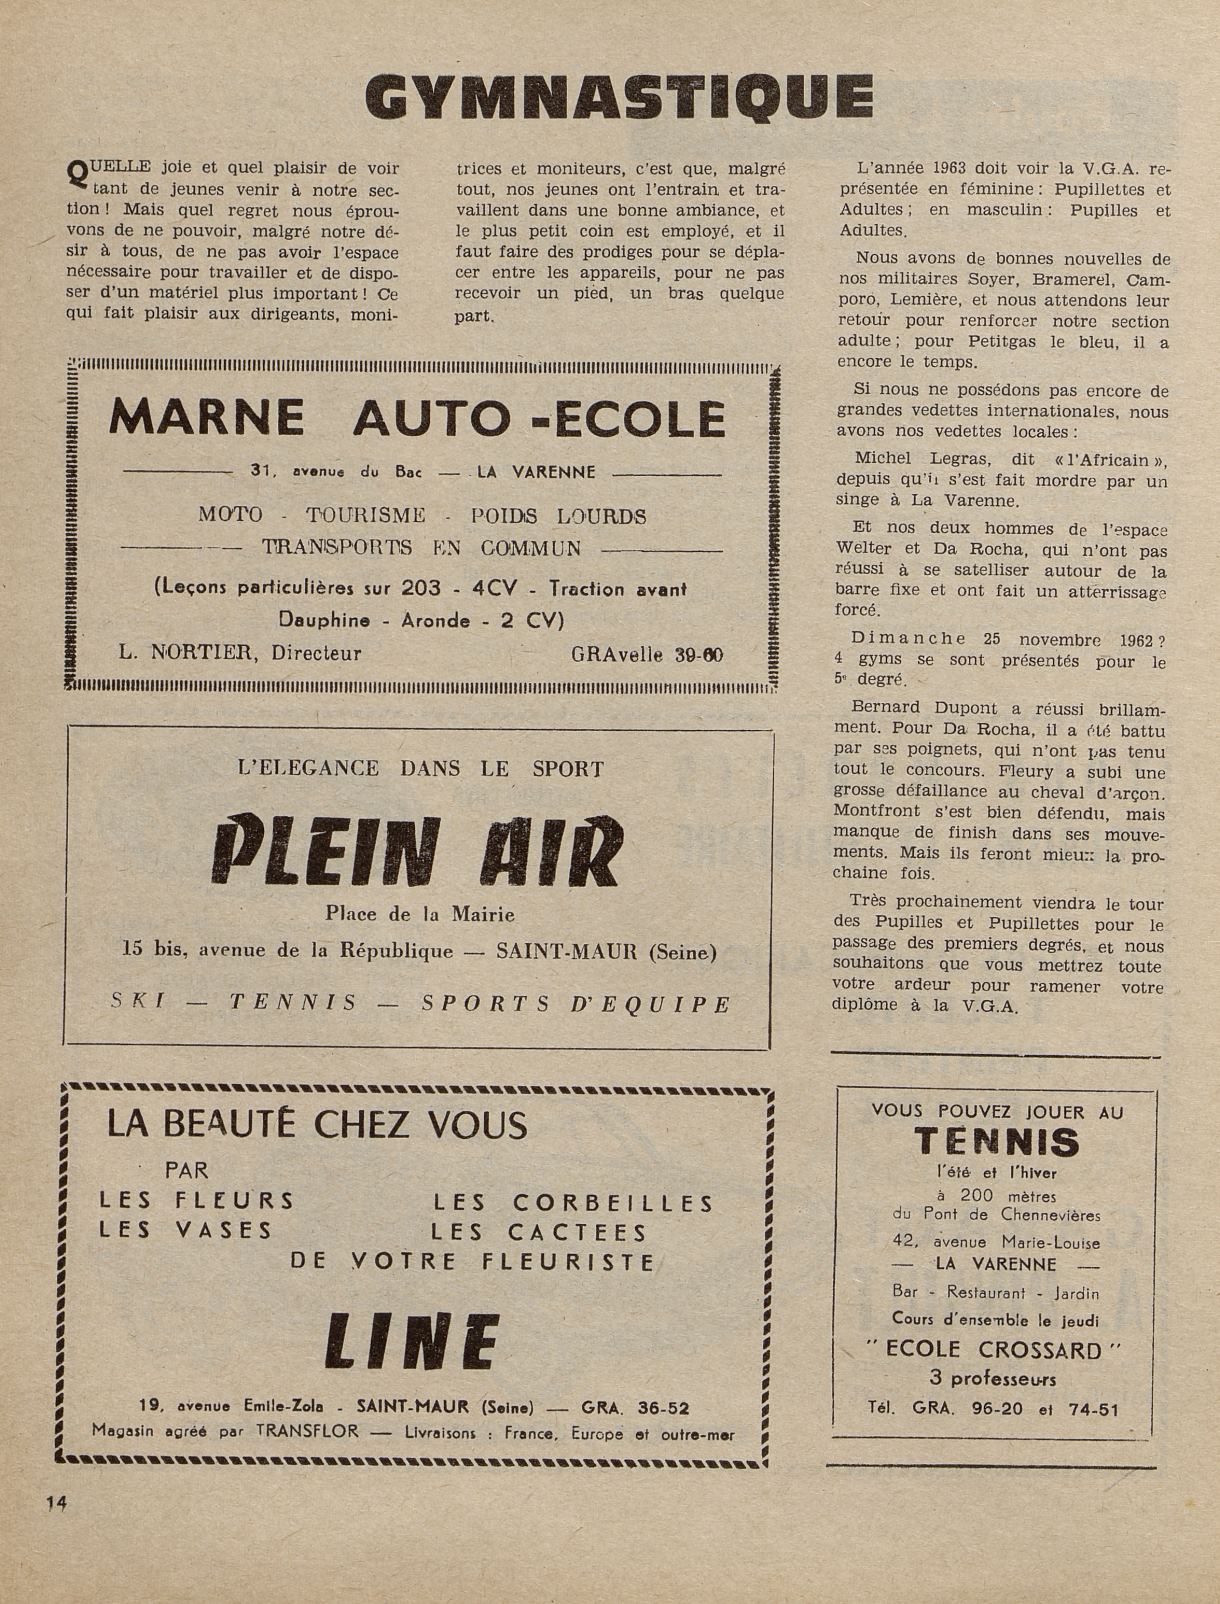 GYMNASTIQUE
QUELLE joie et quel plaisir de voir
tant de jeunes venir à notre sec-
tion ! Mais quel regret nous éprou-
vons de ne pouvoir, malgré notre dé-
sir à tous, de ne pas avoir l'espace
nécessaire pour travailler et de dispo-
ser d'un matériel plus important ! Ce
qui fait plaisir aux dirigeants, moni-
trices et moniteurs, c'est que, malgré
tout, nos jeunes ont l'entrain et tra-
vaillent dans une bonne ambiance, et
le plus petit coin est employé, et il
faut faire des prodiges pour se dépla-
cer entre les appareils, pour ne pas
recevoir un pied, un bras quelque
part.
L'année 1963 doit voir la V.G.A. re-
présentée en féminine : Pupillettes et
Adultes ; en masculin : Pupilles et
Adultes.
Nous avons de bonnes nouvelles de
nos militaires Soyer, Bramerel, Cam-
poro, Lemière, et nous attendons leur
retour pour renforcer notre section
adulte ; pour Petitgas le bleu, il a
encore le temps.
Si nous ne possédons pas encore de
grandes vedettes internationales, nous
avons nos vedettes locales :
Michel Legras, dit « l'Africain »,
depuis qu'il s'est fait mordre par un
singe à La Varenne.
Et nos deux hommes de l'espace
Welter et Da Rocha, qui n'ont pas
réussi à se satelliser autour de la
barre fixe et ont fait un atterrissage
forcé.
Dimanche 25 novembre 1962 ?
4 gyms se sont présentés pour le
5e degré.
Bernard Dupont a réussi brillam-
ment. Pour Da Rocha, il a été battu
par ses poignets, qui n'ont pas tenu
tout le concours. Fleury a subi une
grosse défaillance au cheval d'arçon.
Montfront s'est bien défendu, mais
manque de finish dans ses mouve-
ments. Mais ils feront mieux la pro-
chaine fois.
Très prochainement viendra le tour
des Pupilles et Pupillettes pour le
passage des premiers degrés, et nous
souhaitons que vous mettrez toute
votre ardeur pour ramener votre
diplôme à la V.G.A.
MARNE AUTO-ECOLE
31, avenue du Bac — LA VARENNE
MOTO - TOURISME - POIDS LOURDS
TRANSPORTS EN COMMUN
(Leçons particulières sur 203 - 4CV - Traction avant
Dauphine - Aronde - 2 CV)
L. NORTIER, Directeur GRAvelle 39-60
L'ELEGANCE DANS LE SPORT
PLEIN AIR
Place de la Mairie
15 bis, avenue de la République — SAINT-MAUR (Seine)
SKI — TENNIS — SPORTS D'EQUIPE
LA BEAUTÉ CHEZ VOUS
PAR
LES FLEURS LES CORBEILLES
LES VASES LES CACTEES
DE VOTRE FLEURISTE
LINE
19, avenue Emile-Zola - SAINT-MAUR (Seine) — GRA. 36-52
Magasin agréé par TRANSFLOR — Livraisons : France, Europe et outre-mer
VOUS POUVEZ JOUER AU
TENNIS
l'été et l'hiver
à 200 mètres
du Pont de Chennevières
42, avenue Marie-Louise
— LA VARENNE —
Bar - Restaurant - Jardin
Cours d'ensemble le jeudi
" ECOLE CROSSARD "
3 professeurs
Tél. GRA. 96-20 et 74-51
14